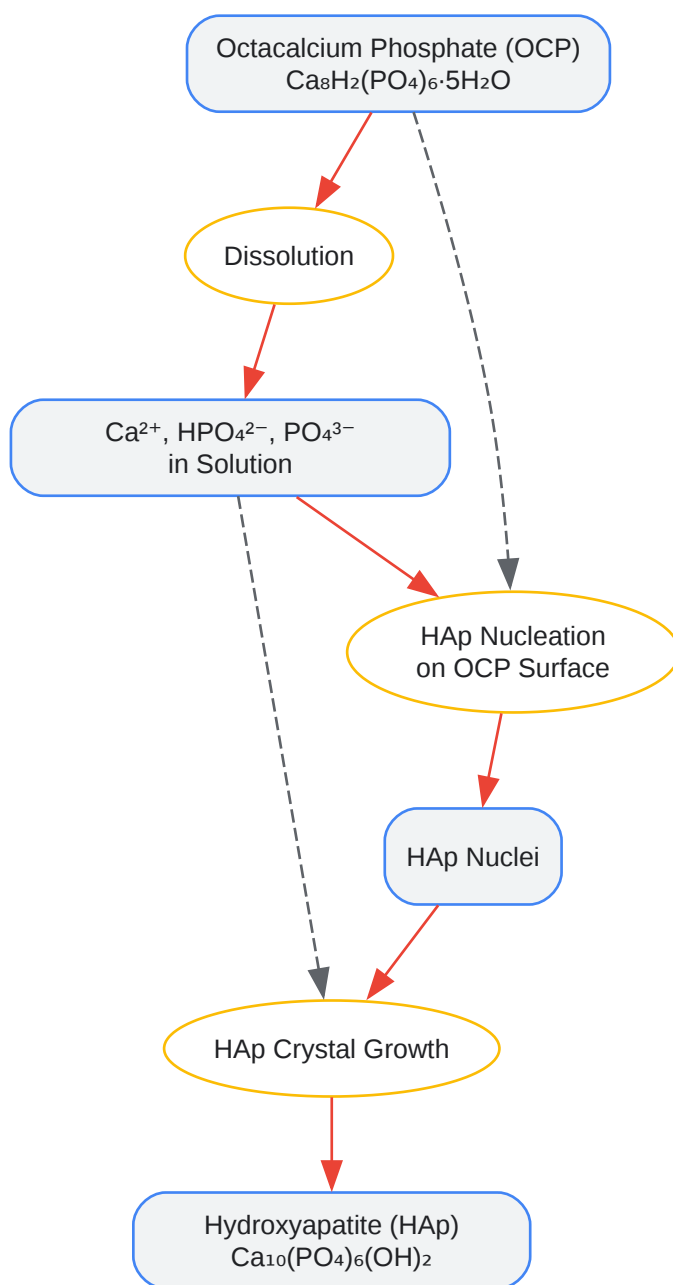 Octacalcium Phosphate (OCP)
Ca₈H₂(PO₄)₆·5H₂O
Dissolution
Ca²⁺, HPO₄²⁻, PO₄³⁻
in Solution
HAp Nucleation
on OCP Surface
HAp Nuclei
HAp Crystal Growth
Hydroxyapatite (HAp)
Ca₁₀(PO₄)₆(OH)₂